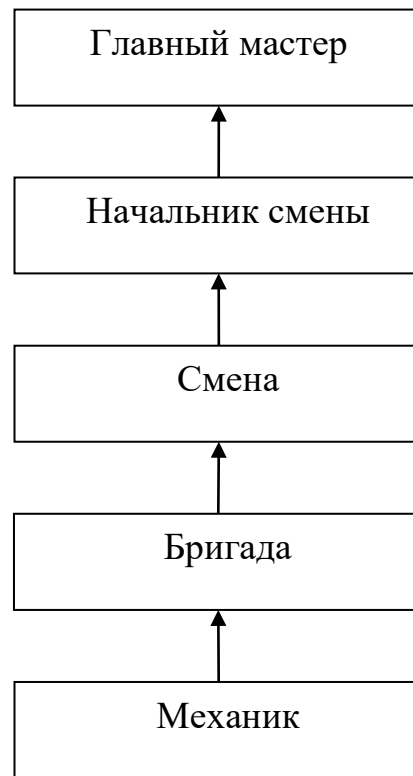 Главный мастер
Начальник смены
Смена
Бригада
Механик